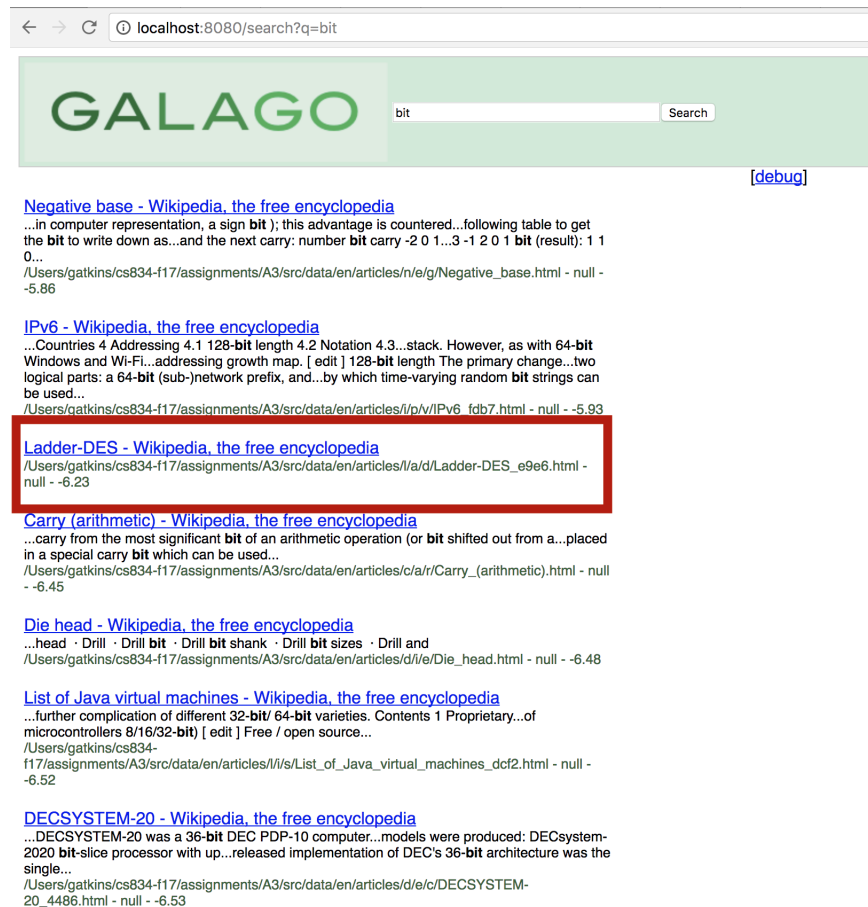 localhost:8080/search?q=bit
GALAGO
bit
Search
[debug]
Negative base - Wikipedia, the free encyclopedia
...in computer representation, a sign bit ); this advantage is countered...following table to get
the bit to write down as...and the next carry: number bit carry -2 0 1...3 -1 2 0 1 bit (result): 1 1
0...
/Users/gatkins/cs834-f17/assignments/A3/src/data/en/articles/n/e/g/Negative_base.html - null -
-5.86
IPv6 - Wikipedia, the free encyclopedia
...Countries 4 Addressing 4.1 128-bit length 4.2 Notation 4.3...stack. However, as with 64-bit
Windows and Wi-Fi...addressing growth map. [ edit ] 128-bit length The primary change...two
logical parts: a 64-bit (sub-)network prefix, and...by which time-varying random bit strings can
be used...
/Users/gatkins/cs834-f17/assignments/A3/src/data/en/articles/i/p/v/IPv6_fdb7.html - null - -5.93
Ladder-DES - Wikipedia, the free encyclopedia
/Users/gatkins/cs834-f17/assignments/A3/src/data/en/articles/l/a/d/Ladder-DES_e9e6.html -
null - -6.23
Carry (arithmetic) - Wikipedia, the free encyclopedia
...carry from the most significant bit of an arithmetic operation (or bit shifted out from a...placed
in a special carry bit which can be used...
/Users/gatkins/cs834-f17/assignments/A3/src/data/en/articles/c/a/r/Carry_(arithmetic).html - null
- -6.45
Die head - Wikipedia, the free encyclopedia
...head · Drill · Drill bit · Drill bit shank · Drill bit sizes · Drill and
/Users/gatkins/cs834-f17/assignments/A3/src/data/en/articles/d/i/e/Die_head.html - null - -6.48
List of Java virtual machines - Wikipedia, the free encyclopedia
...further complication of different 32-bit/ 64-bit varieties. Contents 1 Proprietary...of
microcontrollers 8/16/32-bit) [ edit ] Free / open source...
/Users/gatkins/cs834-
f17/assignments/A3/src/data/en/articles/l/i/s/List_of_Java_virtual_machines_dcf2.html - null -
-6.52
DECSYSTEM-20 - Wikipedia, the free encyclopedia
...DECSYSTEM-20 was a 36-bit DEC PDP-10 computer...models were produced: DECsystem-
2020 bit-slice processor with up...released implementation of DEC's 36-bit architecture was the
single...
/Users/gatkins/cs834-f17/assignments/A3/src/data/en/articles/d/e/c/DECSYSTEM-
20_4486.html - null - -6.53